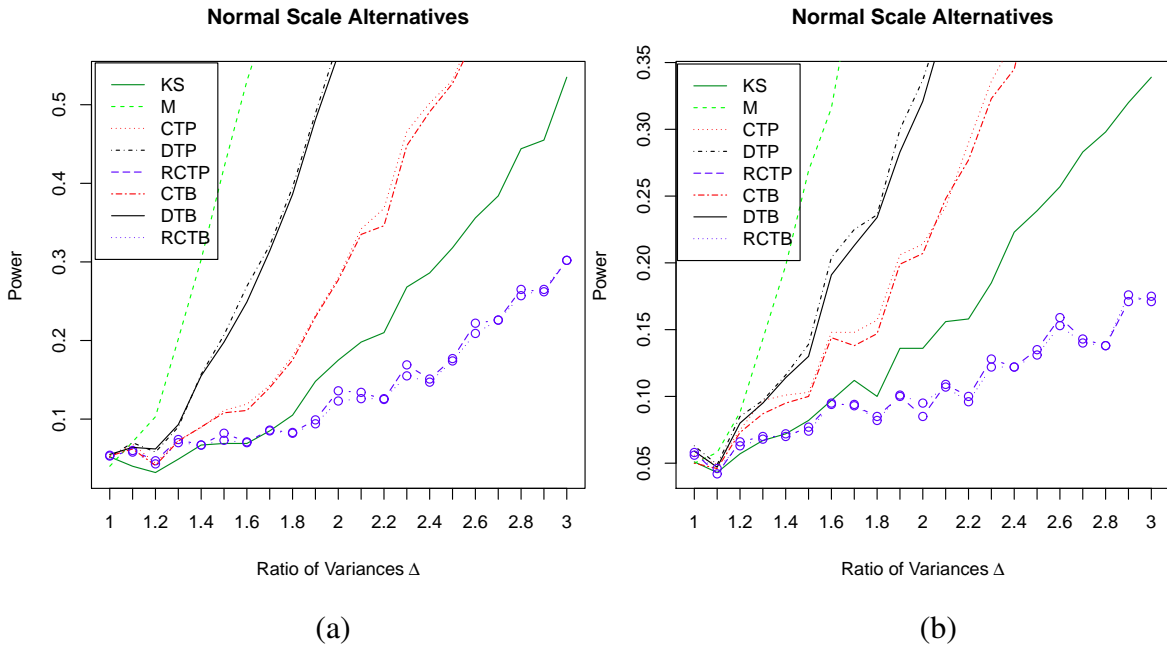 Normal Scale Alternatives
KS
M
CTP
DTP
RCTP
CTB
DTB
RCTB
0.1
0.2
0.3
0.4
0.5
Power
1
1.2
1.4
1.6
1.8
2
2.2
2.4
2.6
2.8
3
Ratio of Variances Δ
(a)
Normal Scale Alternatives
KS
M
CTP
DTP
RCTP
CTB
DTB
RCTB
0.05
0.10
0.15
0.20
0.25
0.30
0.35
Power
1
1.2
1.4
1.6
1.8
2
2.2
2.4
2.6
2.8
3
Ratio of Variances Δ
(b)